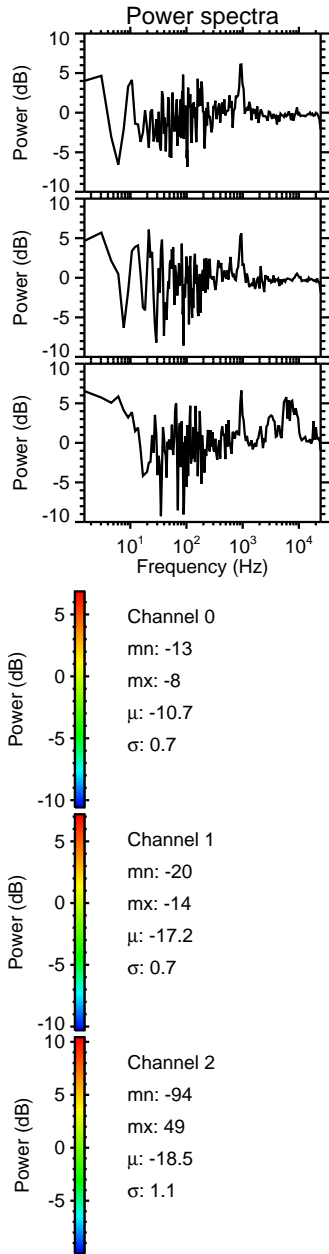 Power spectra
10
5
0
-5
-10
Power (dB)
10
5
0
-5
-10
Power (dB)
10
5
0
-5
-10
Power (dB)
10¹ 10² 10³ 10⁴
Frequency (Hz)
5
0
-5
-10
Power (dB)
Channel 0
mn: -13
mx: -8
μ: -10.7
σ: 0.7
5
0
-5
-10
Power (dB)
Channel 1
mn: -20
mx: -14
μ: -17.2
σ: 0.7
10
5
0
-5
Power (dB)
Channel 2
mn: -94
mx: 49
μ: -18.5
σ: 1.1